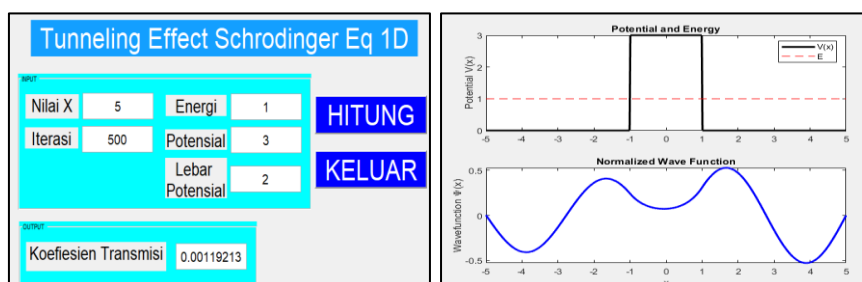 Tunneling Effect Schrodinger Eq 1D
INPUT
Nilai X 5 Energi 1
Iterasi 500 Potensial 3
Lebar
Potensial 2
HITUNG
KELUAR
OUTPUT
Koefiesien Transmisi 0.00119213
Potential and Energy
Potential V(x)
3
2
1
0
V(x)
E
-5 -4 -3 -2 -1 0 1 2 3 4 5
Normalized Wave Function
Wavefunction Ψ(x)
0.5
0
-0.5
-5 -4 -3 -2 -1 0 1 2 3 4 5